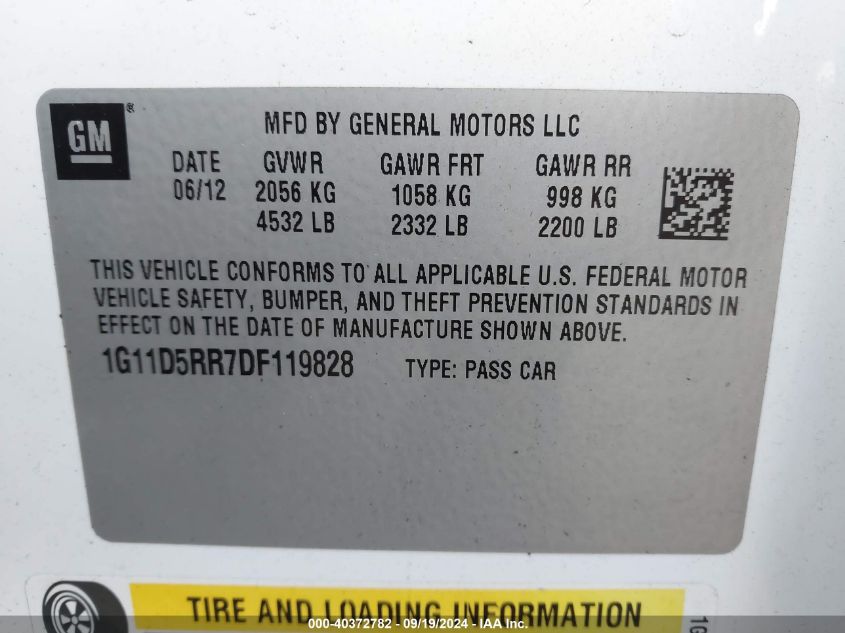 GM®
MFD BY GENERAL MOTORS LLC
DATE GVWR GAWR FRT GAWR RR
06/12 2056 KG 1058 KG 998 KG
4532 LB 2332 LB 2200 LB
THIS VEHICLE CONFORMS TO ALL APPLICABLE U.S. FEDERAL MOTOR
VEHICLE SAFETY, BUMPER, AND THEFT PREVENTION STANDARDS IN
EFFECT ON THE DATE OF MANUFACTURE SHOWN ABOVE.
1G11D5RR7DF119828 TYPE: PASS CAR
TIRE AND LOADING INFORMATION
1G
000-40372782 - 09/19/2024 - IAA Inc.